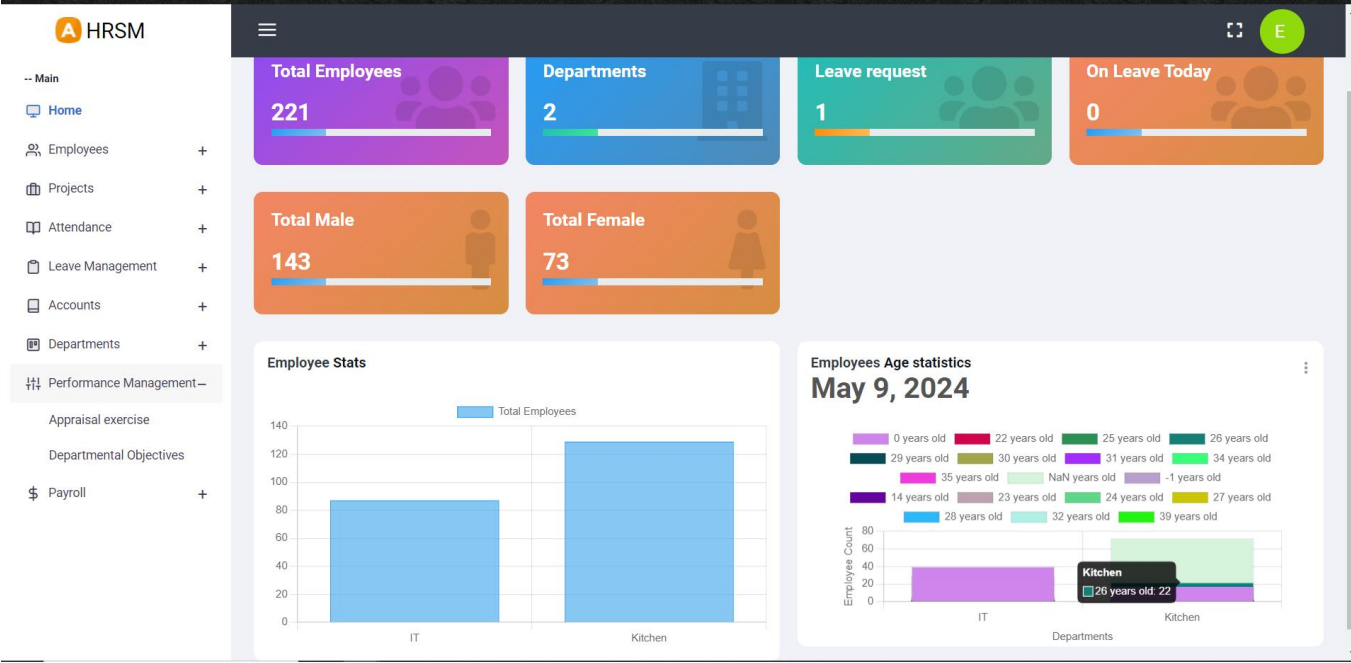 A HRSM
E
-- Main
Home
Employees +
Projects +
Attendance +
Leave Management +
Accounts +
Departments +
Performance Management –
Appraisal exercise
Departmental Objectives
$ Payroll +
Total Employees
221
Departments
2
Leave request
1
On Leave Today
0
Total Male
143
Total Female
73
Employee Stats
Total Employees
140
120
100
80
60
40
20
0
IT Kitchen
Employees Age statistics
May 9, 2024
0 years old 22 years old 25 years old 26 years old
29 years old 30 years old 31 years old 34 years old
35 years old NaN years old -1 years old
14 years old 23 years old 24 years old 27 years old
28 years old 32 years old 39 years old
Employee Count
80
60
40
20
0
Kitchen
26 years old: 22
IT Kitchen
Departments